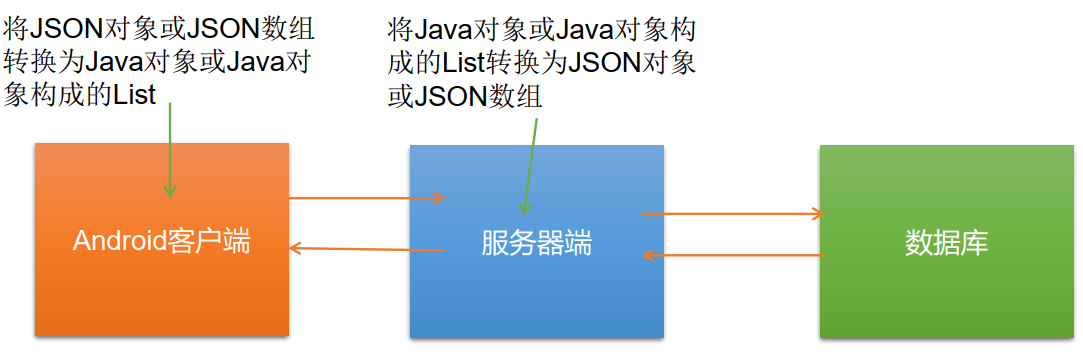 将JSON对象或JSON数组
转换为Java对象或Java对
象构成的List
将Java对象或Java对象构
成的List转换为JSON对象
或JSON数组
Android客户端
服务器端
数据库